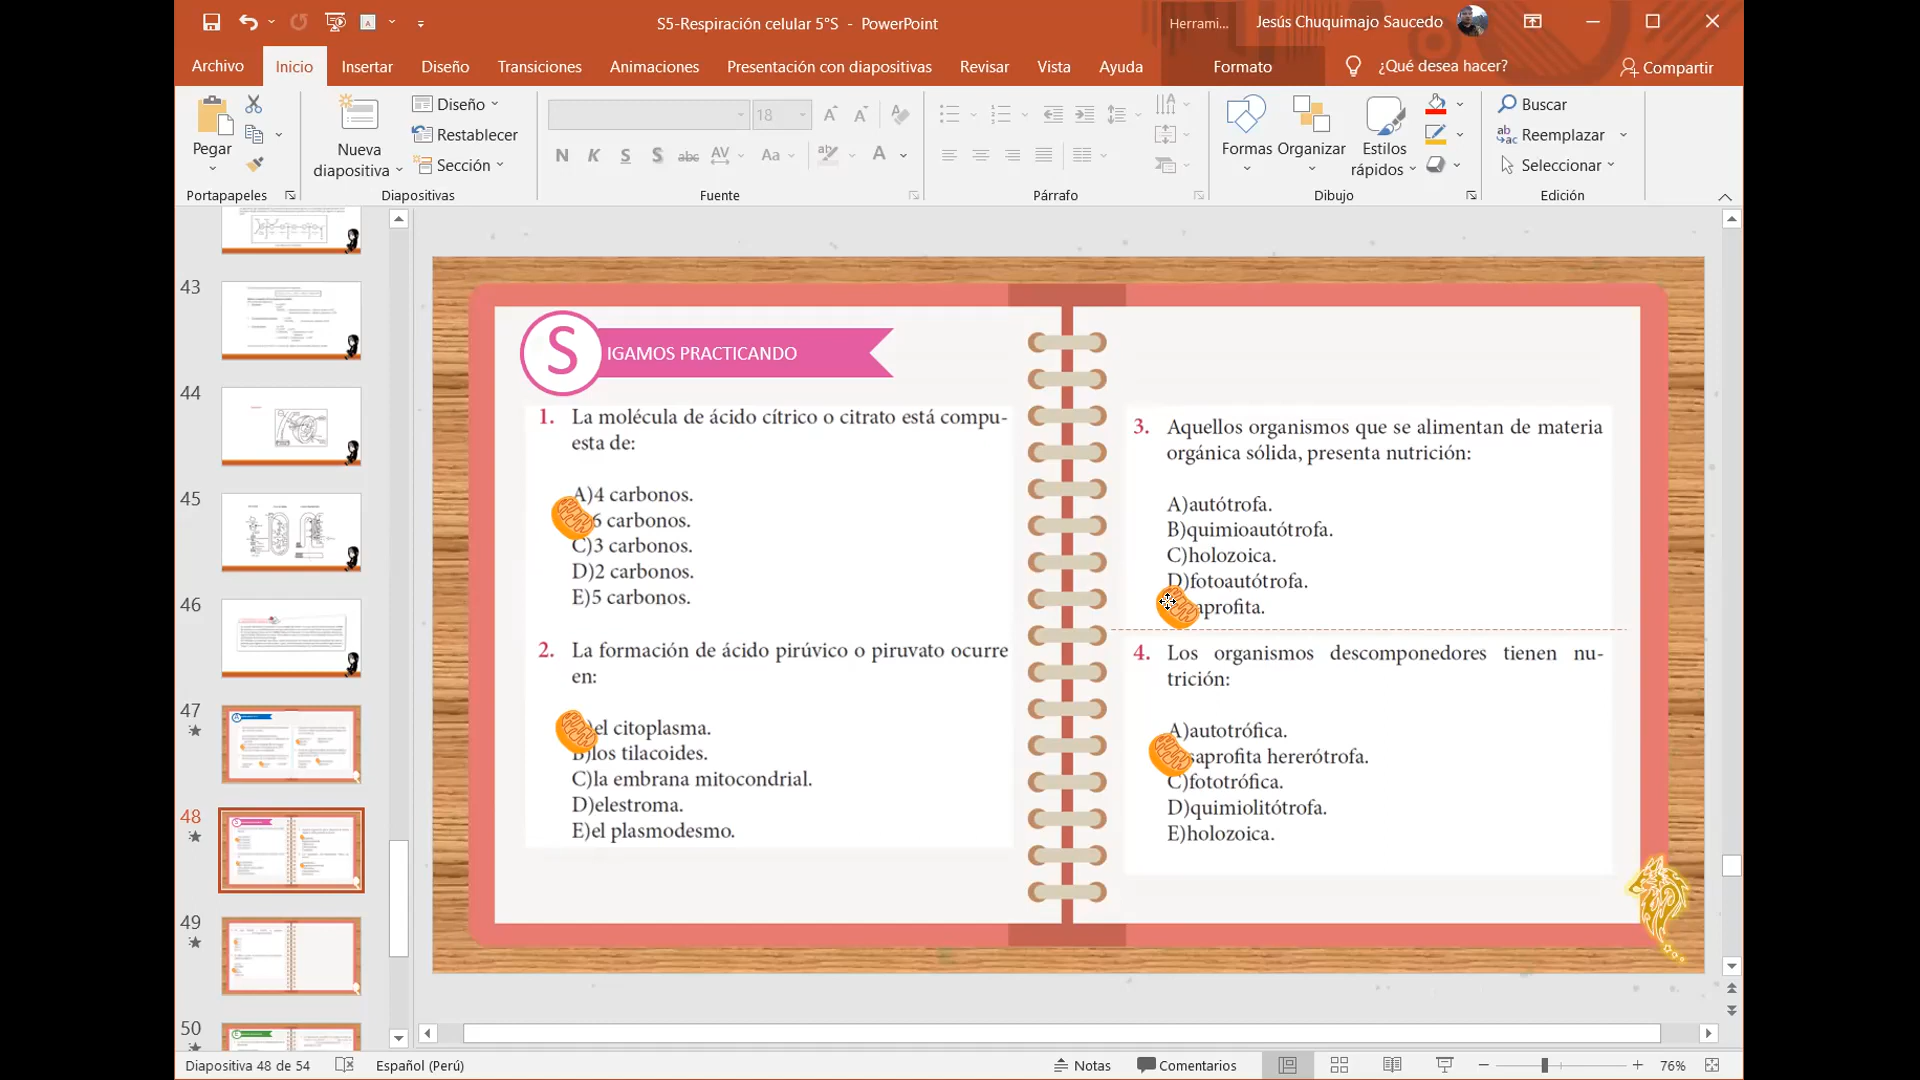 S5-Respiración celular 5°S - PowerPoint
Herrami...
Jesús Chuquimajo Saucedo
Archivo
Inicio
Insertar
Diseño
Transiciones
Animaciones
Presentación con diapositivas
Revisar
Vista
Ayuda
Formato
¿Qué desea hacer?
Compartir
Pegar
Portapapeles
Nueva
diapositiva
Diseño
Restablecer
Sección
Diapositivas
18
N K S S abc AV Aa ab A
Fuente
Párrafo
Formas
Organizar
Estilos
rápidos
Dibujo
Buscar
Reemplazar
Seleccionar
Edición
43
44
45
46
47
48
49
50
S
IGAMOS PRACTICANDO
1. La molécula de ácido cítrico o citrato está compu-
esta de:
A)4 carbonos.
6 carbonos.
C)3 carbonos.
D)2 carbonos.
E)5 carbonos.
2. La formación de ácido pirúvico o piruvato ocurre
en:
)el citoplasma.
B)los tilacoides.
C)la embrana mitocondrial.
D)elestroma.
E)el plasmodesmo.
3. Aquellos organismos que se alimentan de materia
orgánica sólida, presenta nutrición:
A)autótrofa.
B)quimioautótrofa.
C)holozoica.
D)fotoautótrofa.
aprofita.
4. Los organismos descomponedores tienen nu-
trición:
A)autotrófica.
saprofita hererótrofa.
C)fototrófica.
D)quimiolitótrofa.
E)holozoica.
Diapositiva 48 de 54
Español (Perú)
Notas
Comentarios
76%